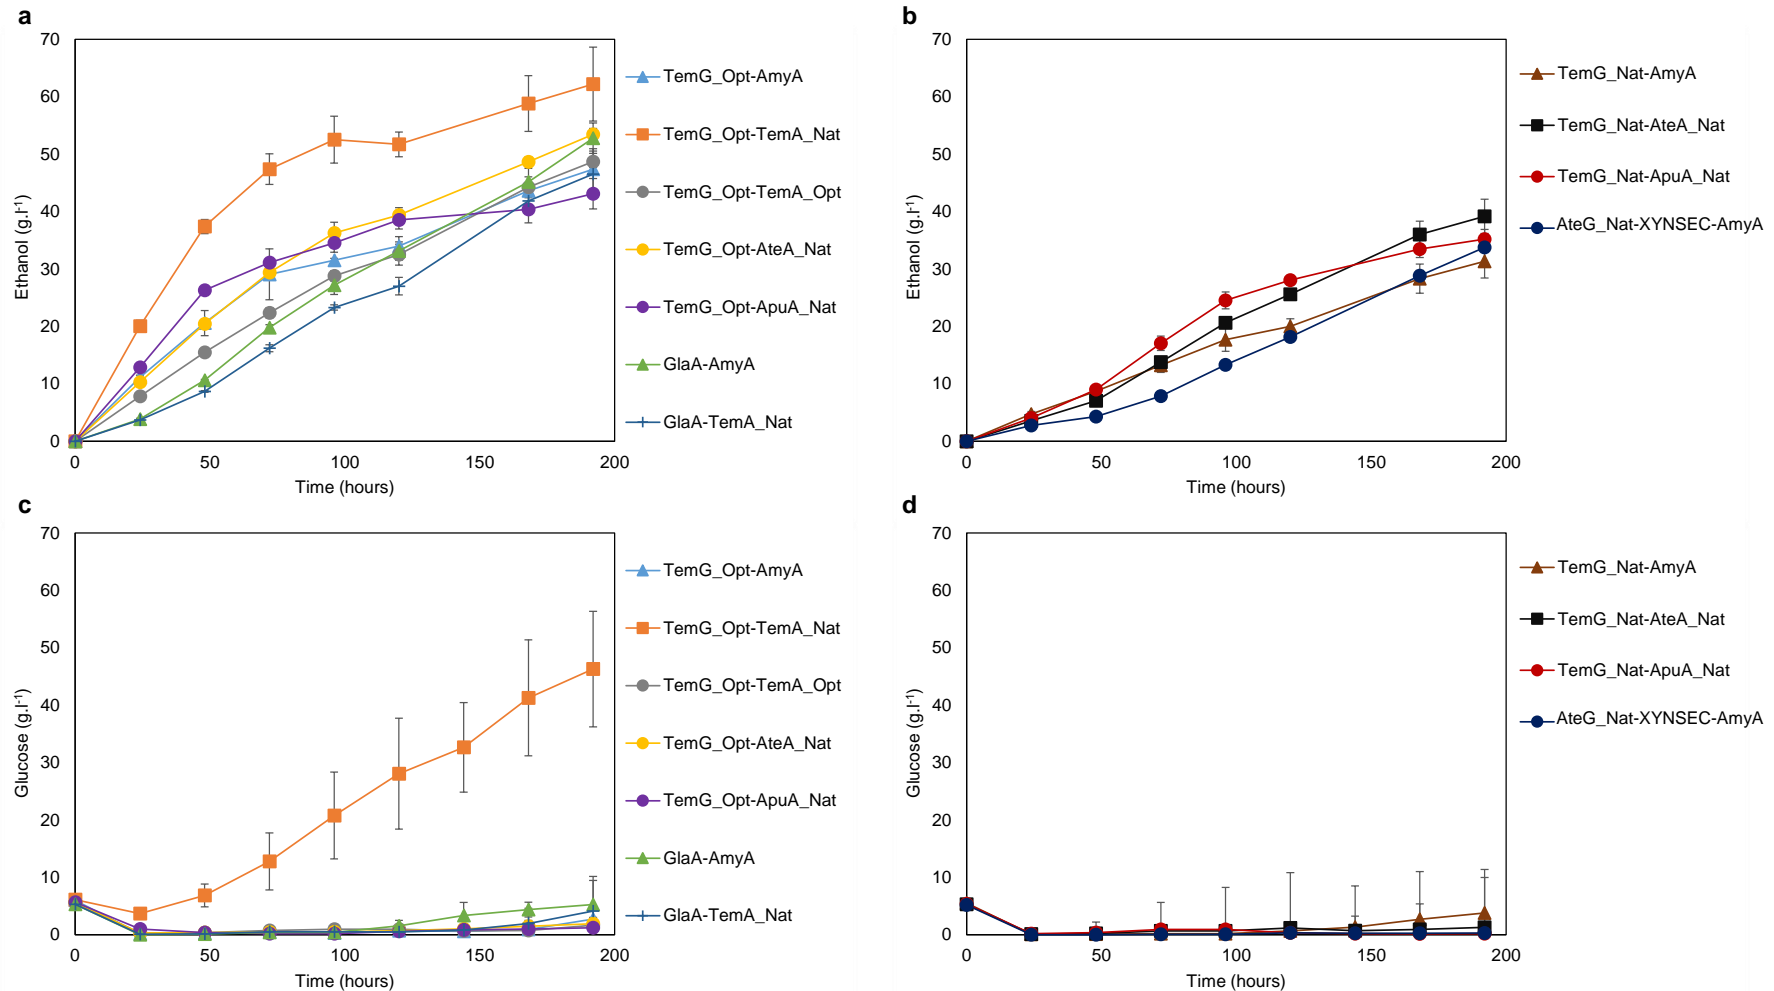 a
70
60
50
40
30
20
10
0
Ethanol (g.l-1)
0
50
100
150
200
Time (hours)
TemG_Opt-AmyA
TemG_Opt-TemA_Nat
TemG_Opt-TemA_Opt
TemG_Opt-AteA_Nat
TemG_Opt-ApuA_Nat
GlaA-AmyA
GlaA-TemA_Nat
b
70
60
50
40
30
20
10
0
Ethanol (g.l-1)
0
50
100
150
200
Time (hours)
TemG_Nat-AmyA
TemG_Nat-AteA_Nat
TemG_Nat-ApuA_Nat
AteG_Nat-XYNSEC-AmyA
c
70
60
50
40
30
20
10
0
Glucose (g.l-1)
0
50
100
150
200
Time (hours)
TemG_Opt-AmyA
TemG_Opt-TemA_Nat
TemG_Opt-TemA_Opt
TemG_Opt-AteA_Nat
TemG_Opt-ApuA_Nat
GlaA-AmyA
GlaA-TemA_Nat
d
70
60
50
40
30
20
10
0
Glucose (g.l-1)
0
50
100
150
200
Time (hours)
TemG_Nat-AmyA
TemG_Nat-AteA_Nat
TemG_Nat-ApuA_Nat
AteG_Nat-XYNSEC-AmyA